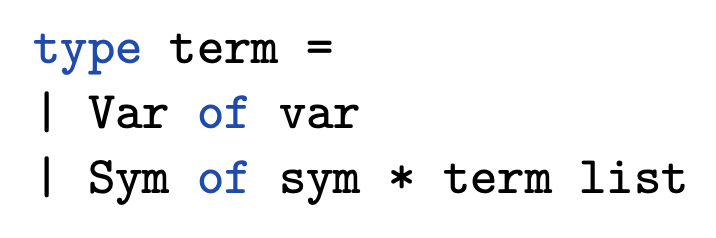 type term =
| Var of var
| Sym of sym * term list